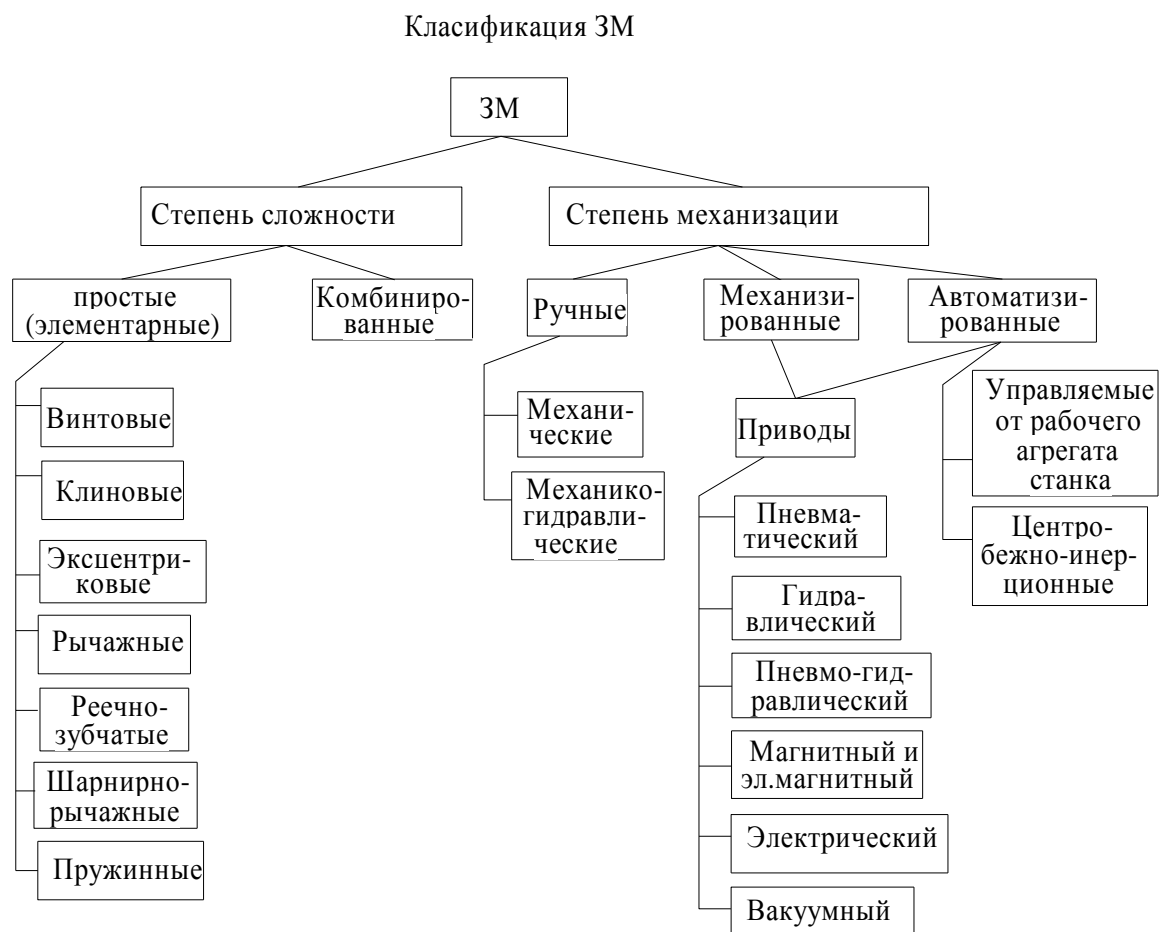 Класификация ЗМ
ЗМ
Степень сложности
Степень механизации
простые
(элементарные)
Комбиниро-
ванные
Ручные
Механизи-
рованные
Автоматизи-
рованные
Винтовые
Клиновые
Эксцентри-
ковые
Рычажные
Реечно-
зубчатые
Шарнирно-
рычажные
Пружинные
Механи-
ческие
Механико-
гидравли-
ческие
Приводы
Пневма-
тический
Гидра-
влический
Пневмо-гид-
равлический
Магнитный и
эл.магнитный
Электрический
Вакуумный
Управляемые
от рабочего
агрегата
станка
Центро-
бежно-инер-
ционные